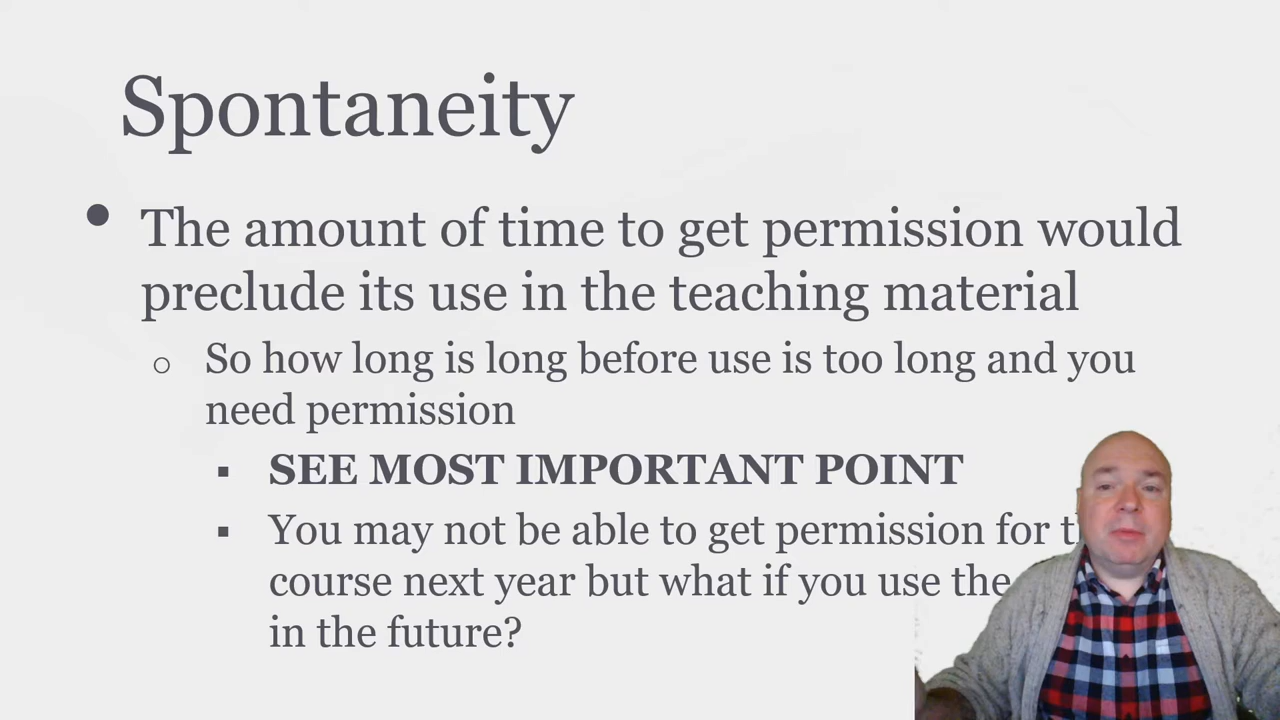 Spontaneity
• The amount of time to get permission would
preclude its use in the teaching material
○ So how long is long before use is too long and you
need permission
▪ SEE MOST IMPORTANT POINT
▪ You may not be able to get permission for
course next year but what if you use the
in the future?